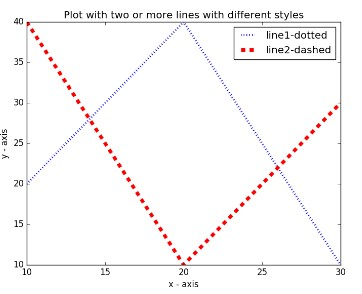 Plot with two or more lines with different styles
line1-dotted
line2-dashed
y - axis
40
35
30
25
20
15
10
10
15
20
25
30
x - axis